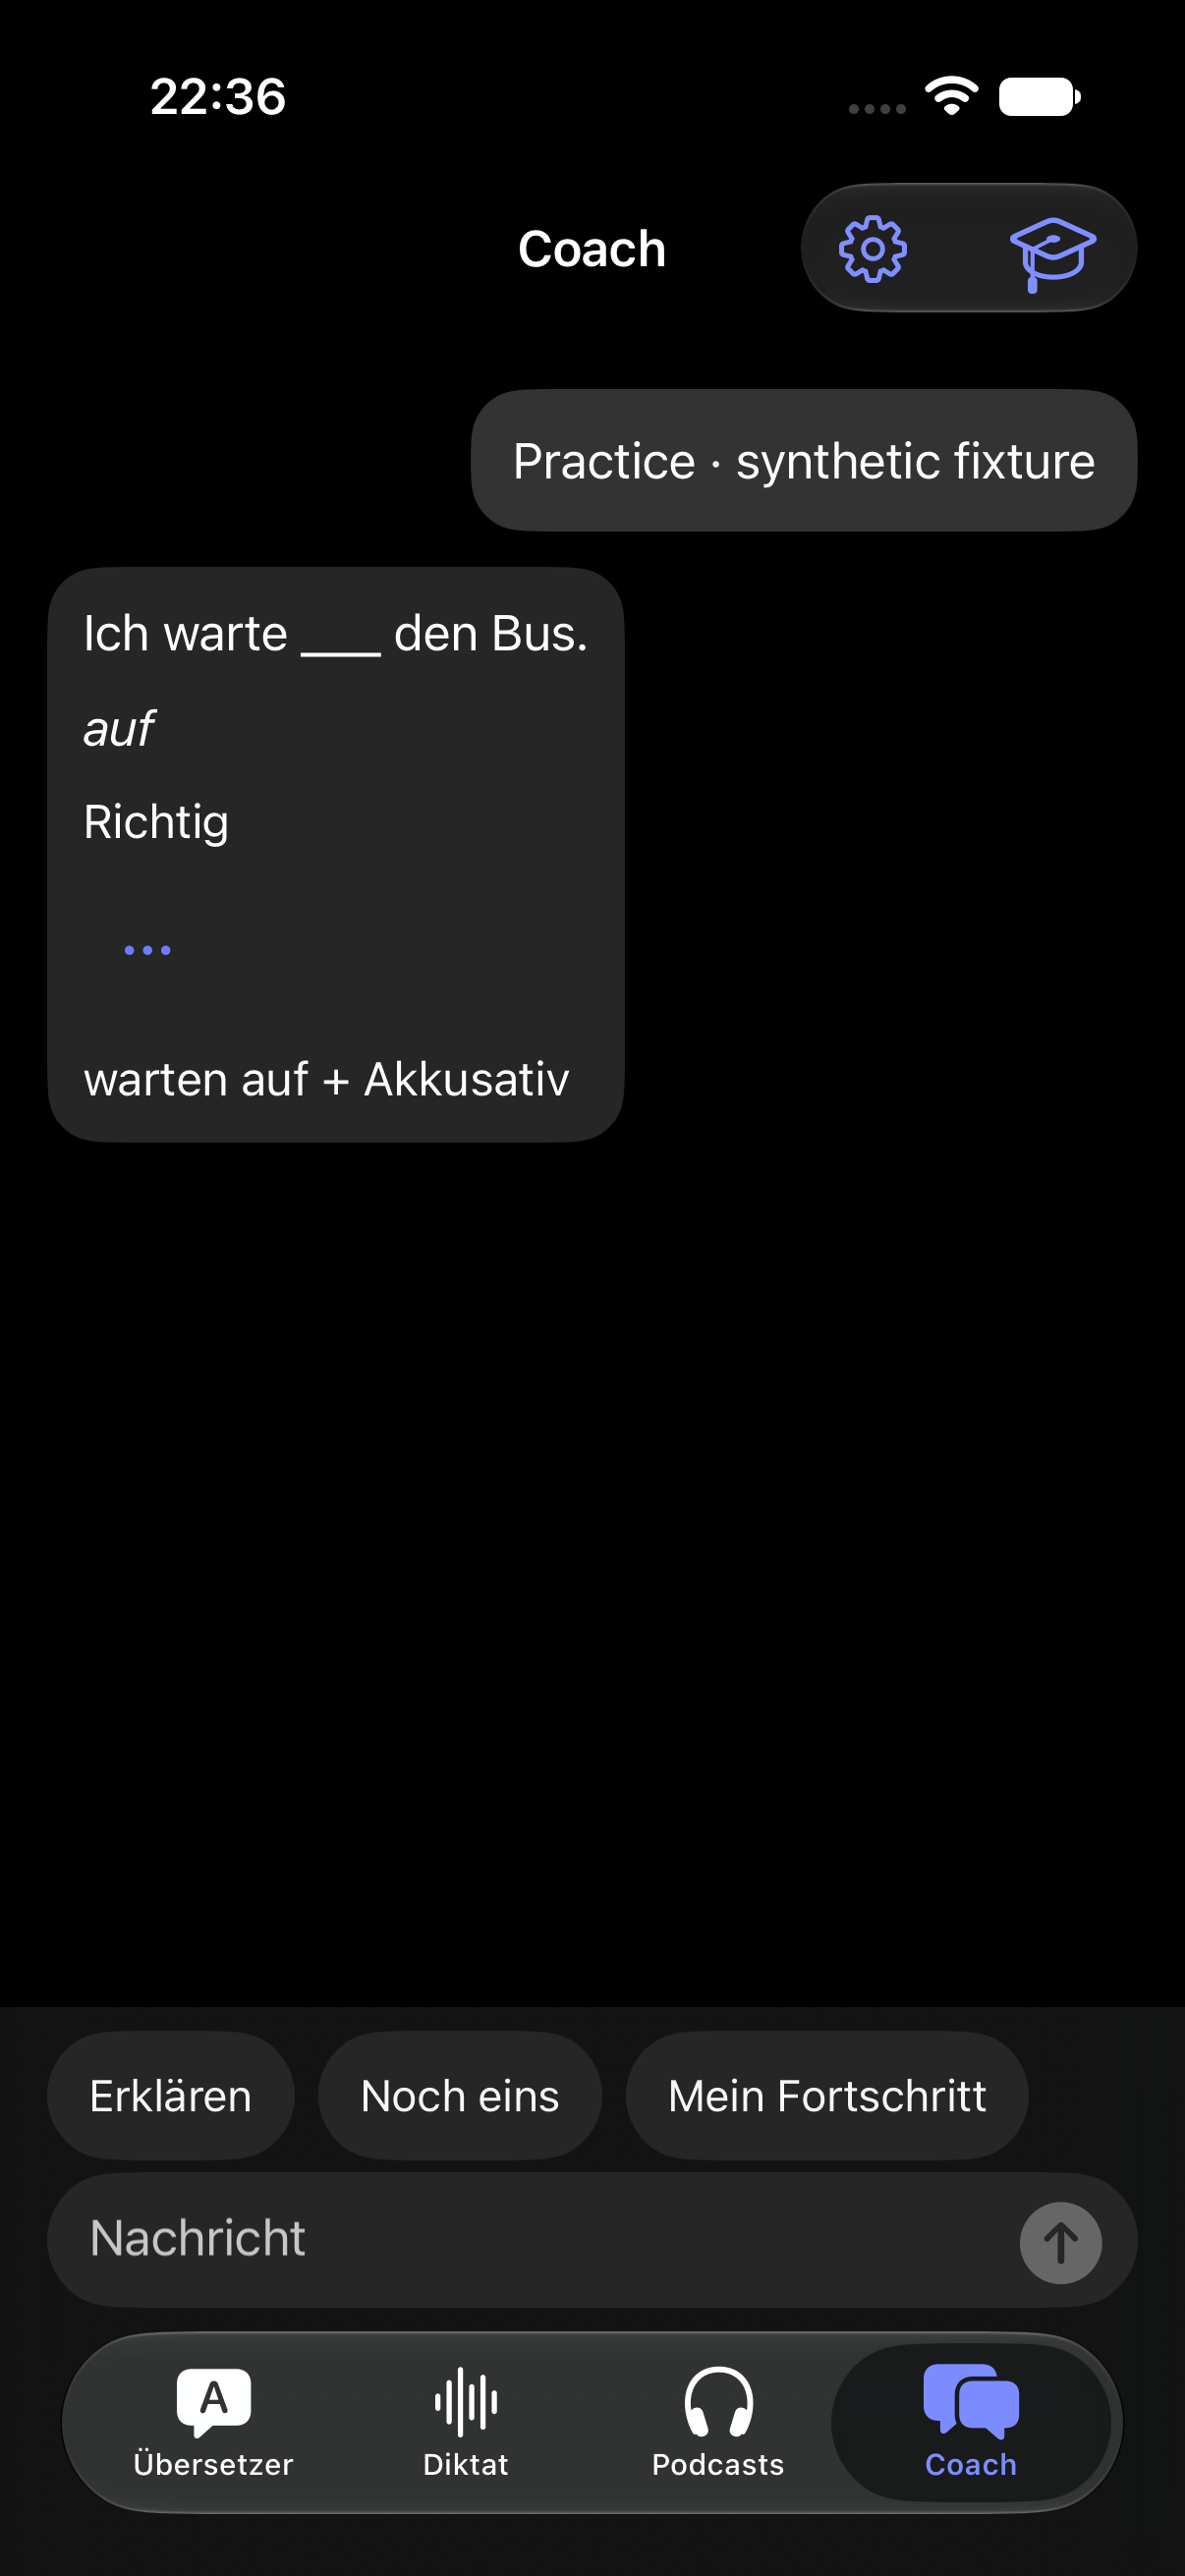 22:36
Coach
Practice · synthetic fixture
Ich warte ____ den Bus.
auf
Richtig
...
warten auf + Akkusativ
Erklären
Noch eins
Mein Fortschritt
Nachricht
A
Übersetzer
Diktat
Podcasts
Coach